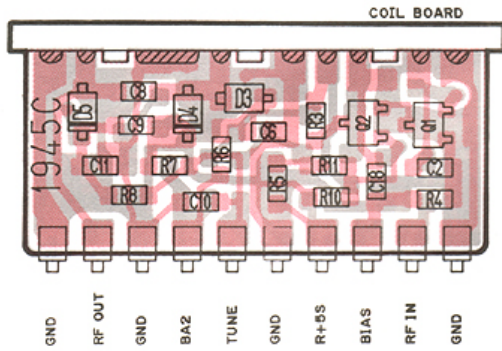 COIL BOARD
1945C
D5
C8
C9
D4
D3
C6
R3
Q2
Q1
R6
C11
R7
R11
C2
R8
C10
R5
R10
C18
R4
GND
RF OUT
GND
BA2
TUNE
GND
R+5S
BIAS
RF IN
GND